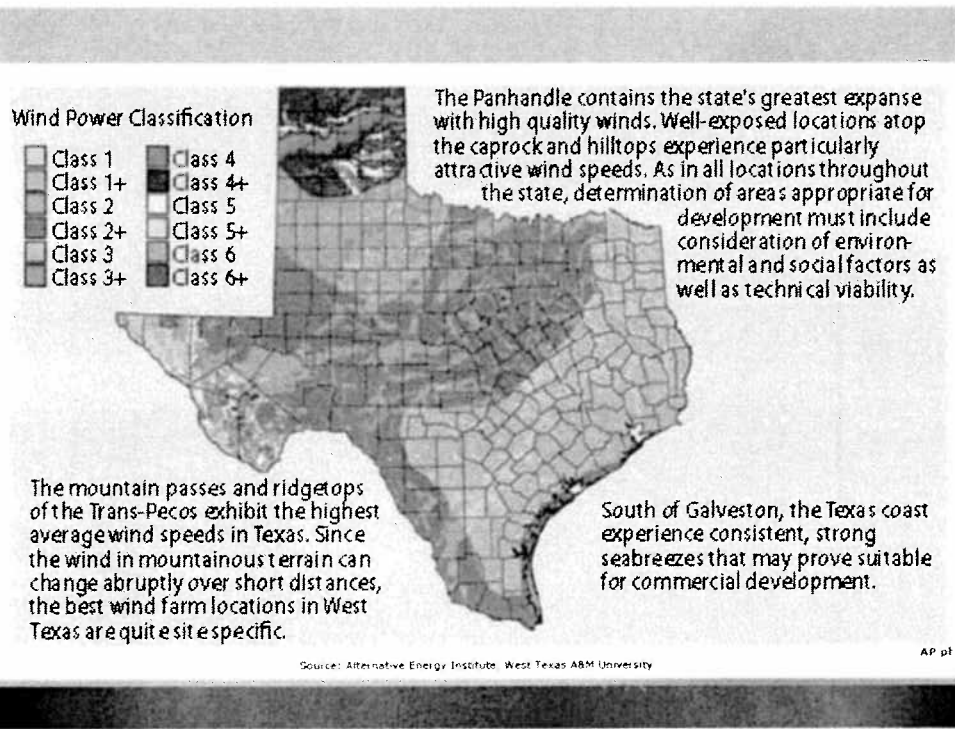 Wind Power Classification
Class 1
Class 1+
Class 2
Class 2+
Class 3
Class 3+
Class 4
Class 4+
Class 5
Class 5+
Class 6
Class 6+
The Panhandle contains the state's greatest expanse
with high quality winds. Well-exposed locations atop
the caprock and hilltops experience particularly
attractive wind speeds. As in all locations throughout
the state, determination of areas appropriate for
development must include
consideration of environ-
mental and social factors as
well as technical viability.
The mountain passes and ridgetops
of the Trans-Pecos exhibit the highest
average wind speeds in Texas. Since
the wind in mountainous terrain can
change abruptly over short distances,
the best wind farm locations in West
Texas are quite site specific.
South of Galveston, the Texas coast
experience consistent, strong
seabreezes that may prove suitable
for commercial development.
AP pl
Source: Alternative Energy Institute, West Texas A&M University